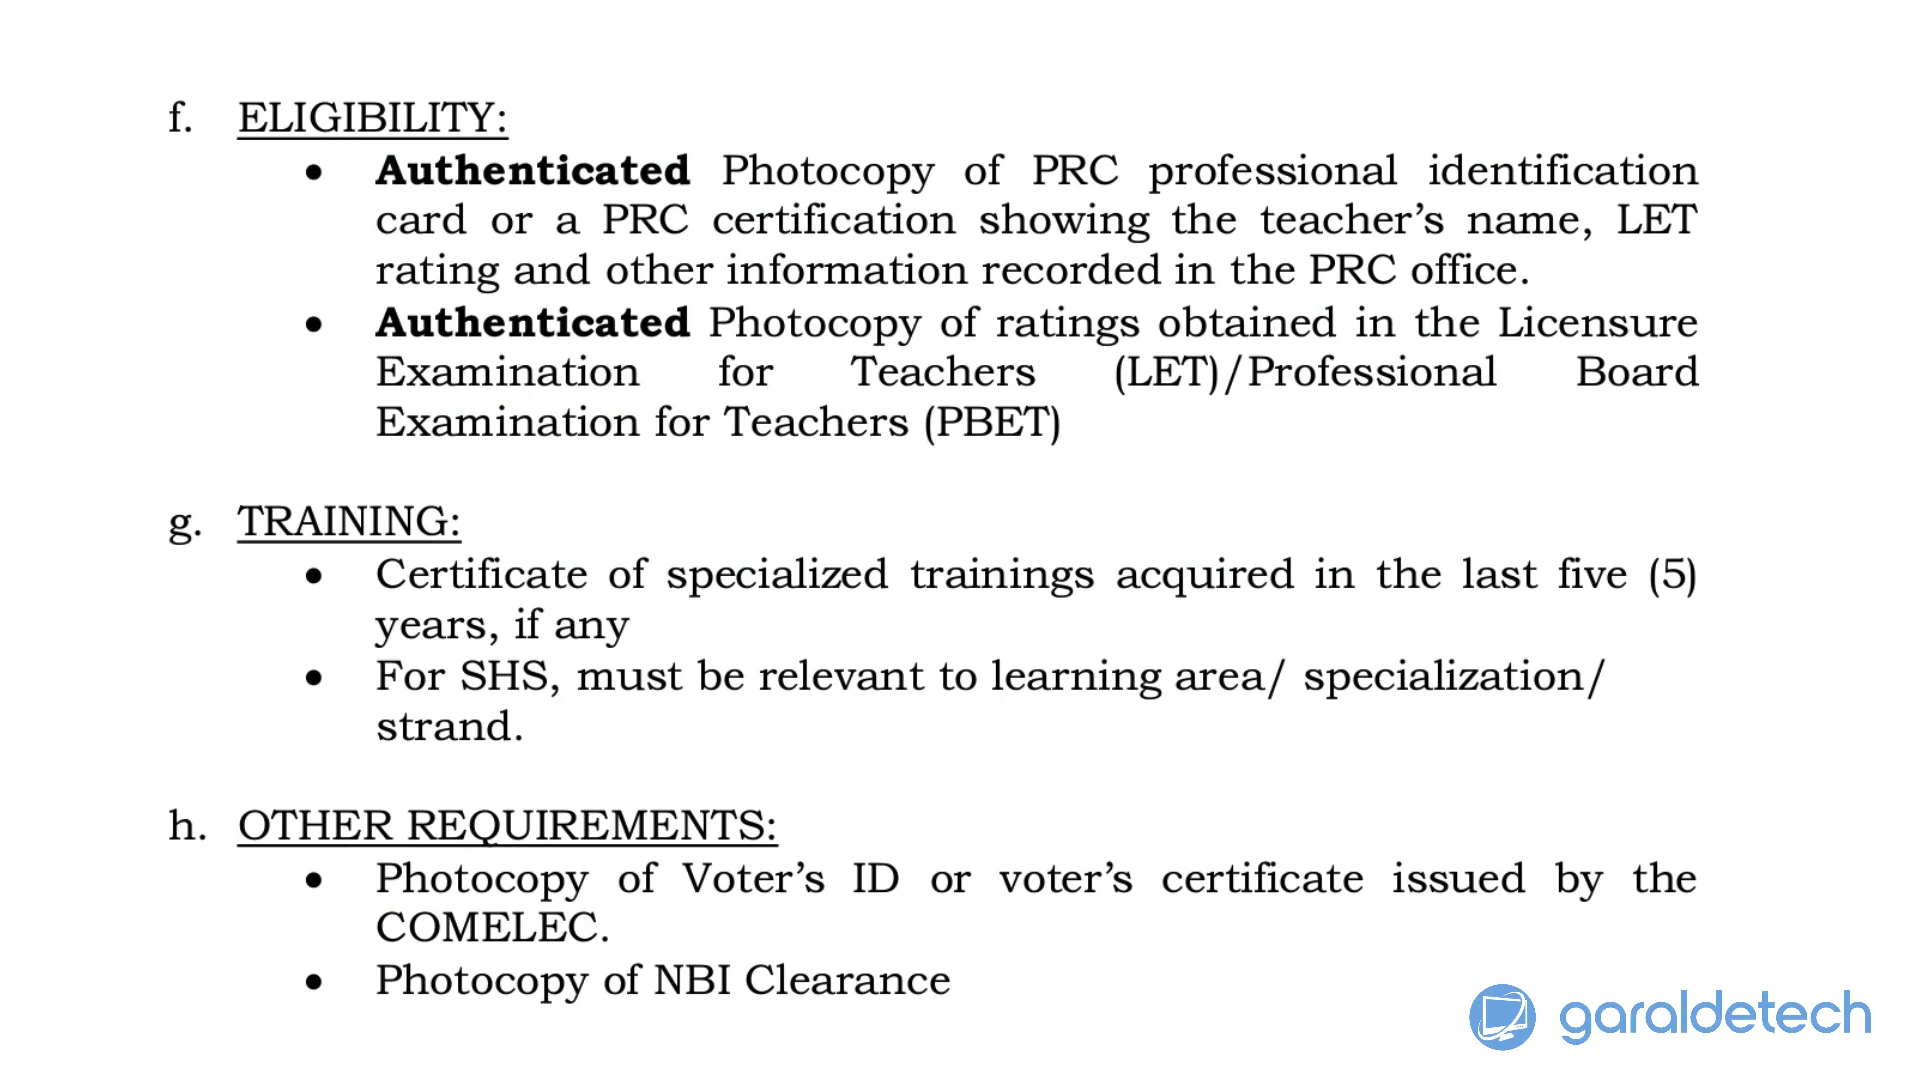 f. ELIGIBILITY:
• Authenticated Photocopy of PRC professional identification
card or a PRC certification showing the teacher’s name, LET
rating and other information recorded in the PRC office.
• Authenticated Photocopy of ratings obtained in the Licensure
Examination for Teachers (LET)/Professional Board
Examination for Teachers (PBET)
g. TRAINING:
• Certificate of specialized trainings acquired in the last five (5)
years, if any
• For SHS, must be relevant to learning area/ specialization/
strand.
h. OTHER REQUIREMENTS:
• Photocopy of Voter’s ID or voter’s certificate issued by the
COMELEC.
• Photocopy of NBI Clearance
garaldetech